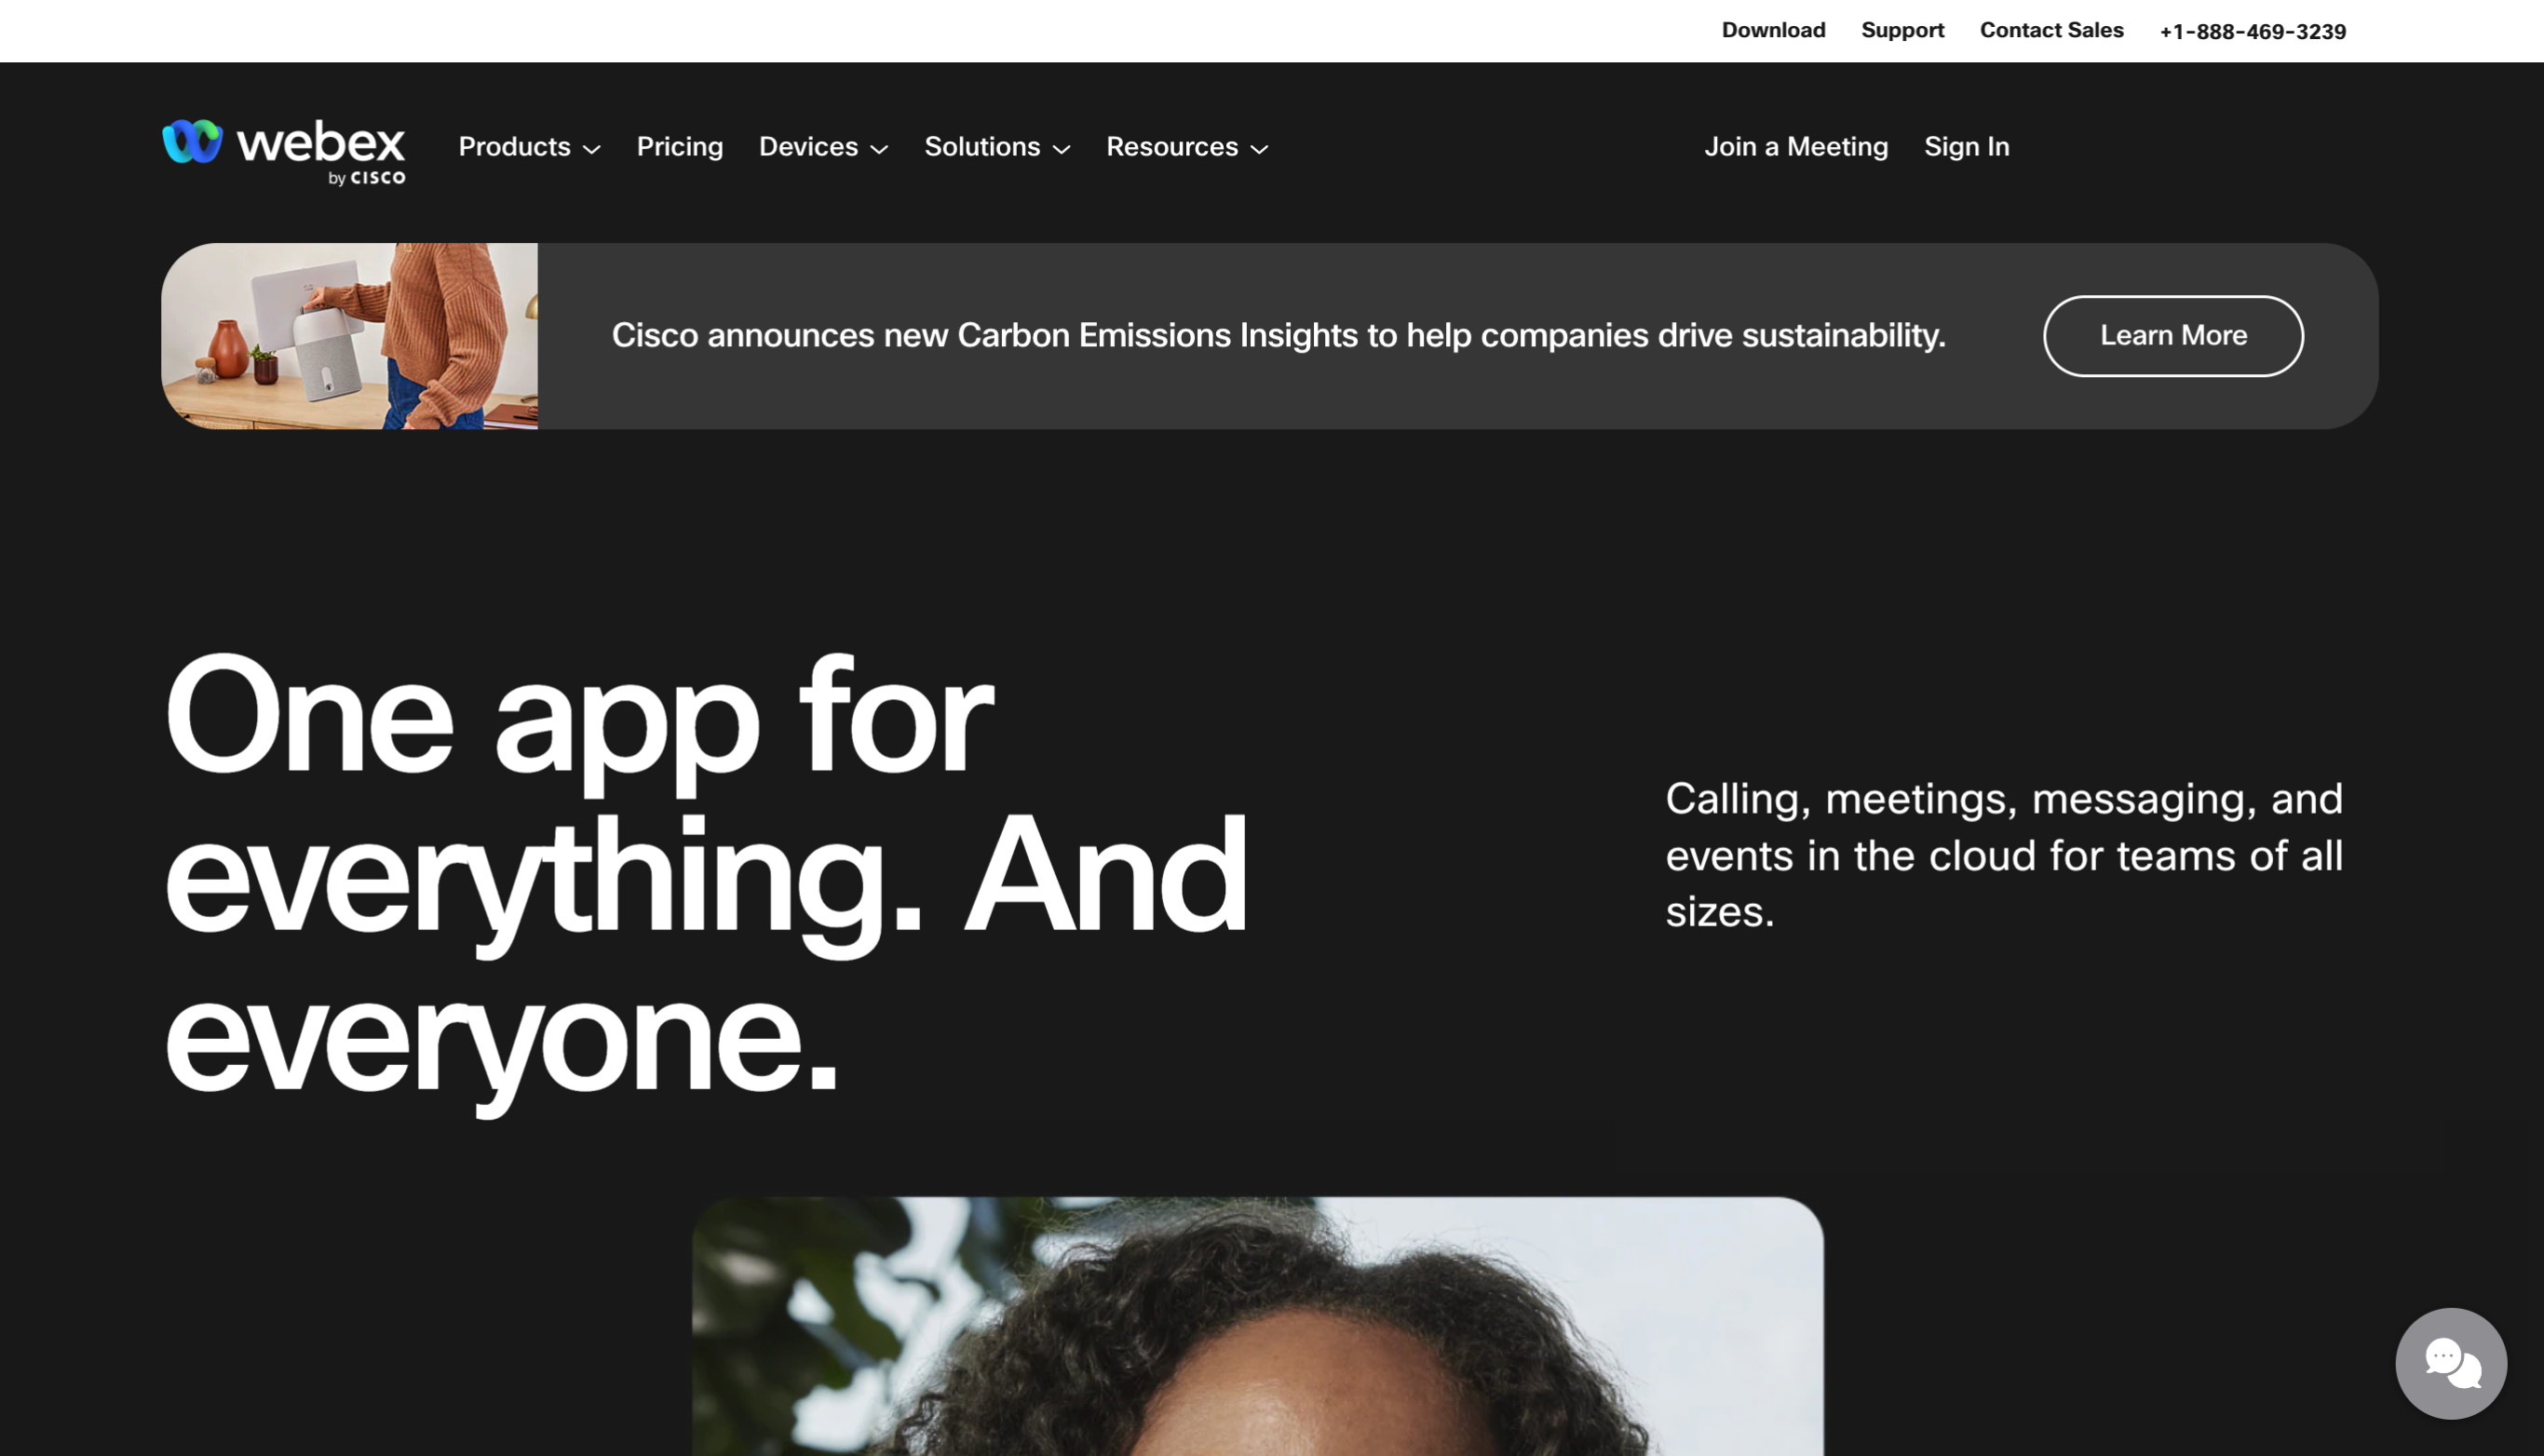 Download Support Contact Sales +1-888-469-3239
webex
by CISCO
Products Pricing Devices Solutions Resources Join a Meeting Sign In
Cisco announces new Carbon Emissions Insights to help companies drive sustainability. Learn More
One app for
everything. And
everyone.
Calling, meetings, messaging, and
events in the cloud for teams of all
sizes.